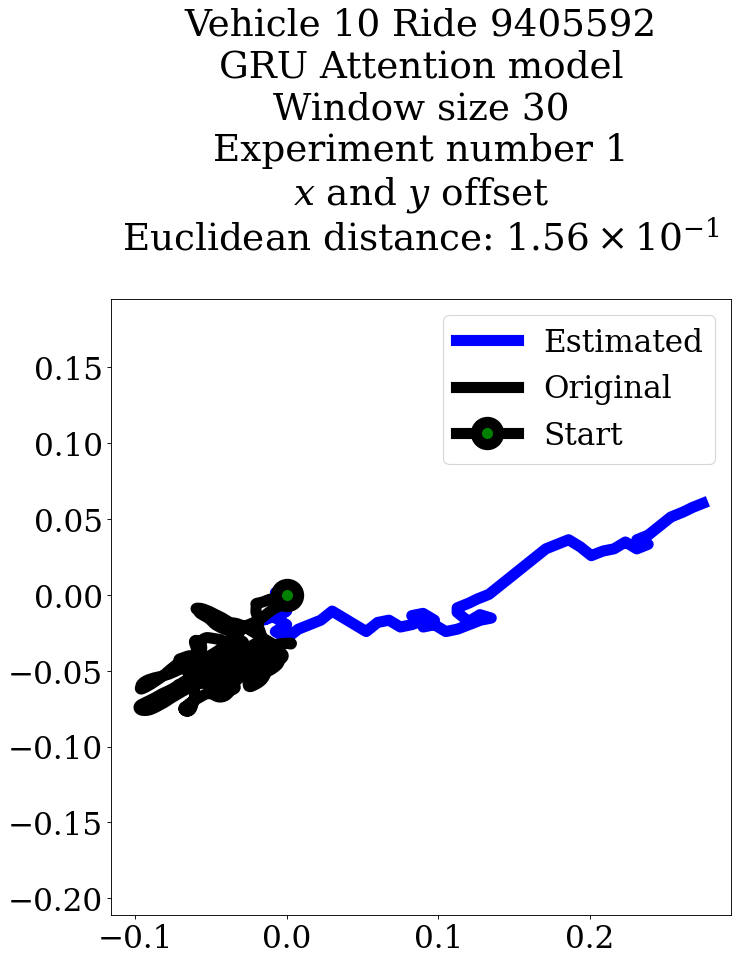 Vehicle 10 Ride 9405592
GRU Attention model
Window size 30
Experiment number 1
x and y offset
Euclidean distance: 1.56 × 10⁻¹
Estimated
Original
Start
0.15
0.10
0.05
0.00
−0.05
−0.10
−0.15
−0.20
−0.1 0.0 0.1 0.2